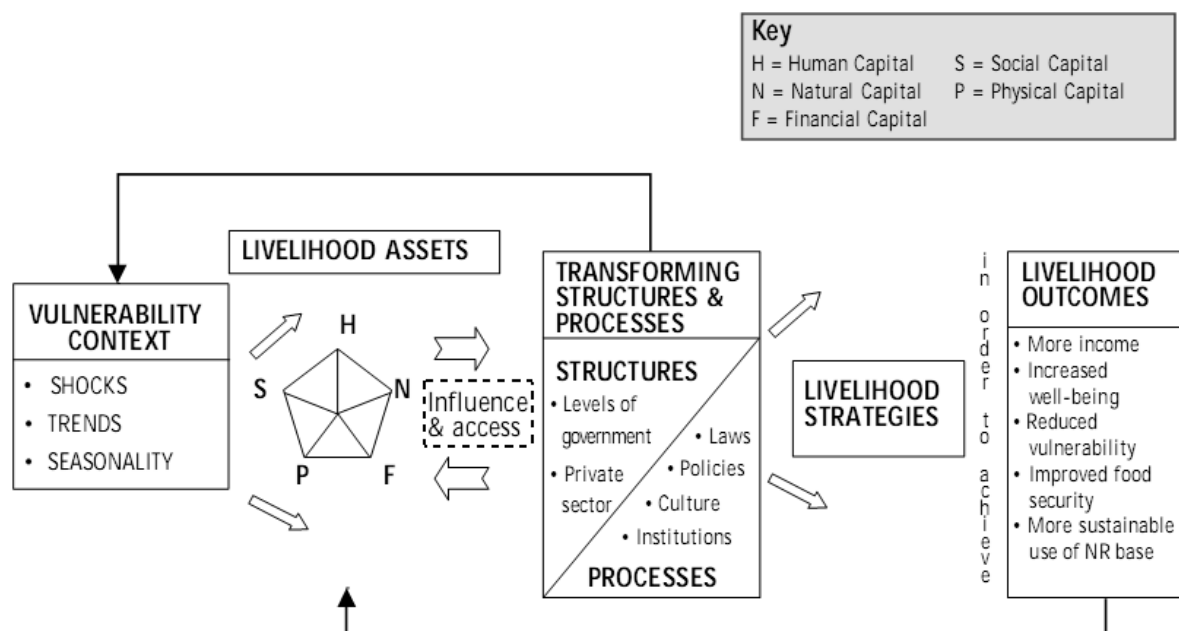 Key
H = Human Capital S = Social Capital
N = Natural Capital P = Physical Capital
F = Financial Capital
LIVELIHOOD ASSETS
VULNERABILITY
CONTEXT
• SHOCKS
• TRENDS
• SEASONALITY
H
S
N
P
F
Influence
& access
TRANSFORMING
STRUCTURES &
PROCESSES
STRUCTURES
• Levels of
government
• Private
sector
• Laws
• Policies
• Culture
• Institutions
PROCESSES
LIVELIHOOD
STRATEGIES
in order to achieve
LIVELIHOOD
OUTCOMES
• More income
• Increased
well-being
• Reduced
vulnerability
• Improved food
security
• More sustainable
use of NR base